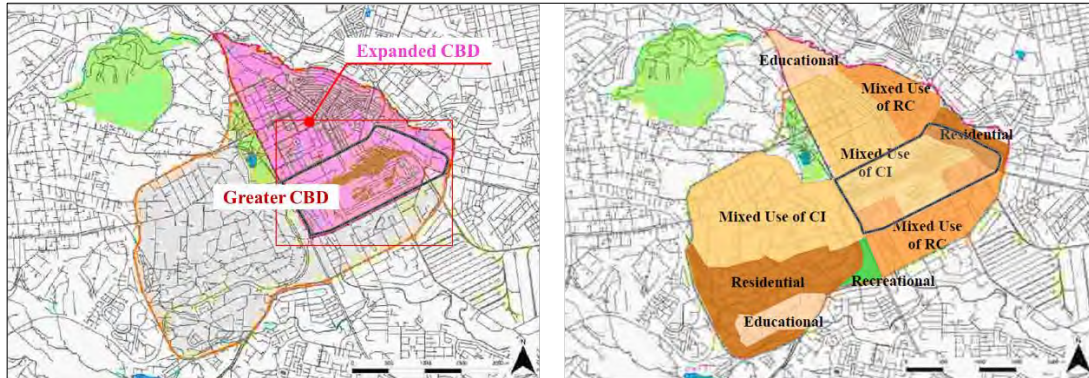 Expanded CBD
Greater CBD
N
Educational
Mixed Use
of RC
Residential
Mixed Use
of CI
Mixed Use of CI
Mixed Use
of RC
Residential
Recreational
Educational
N